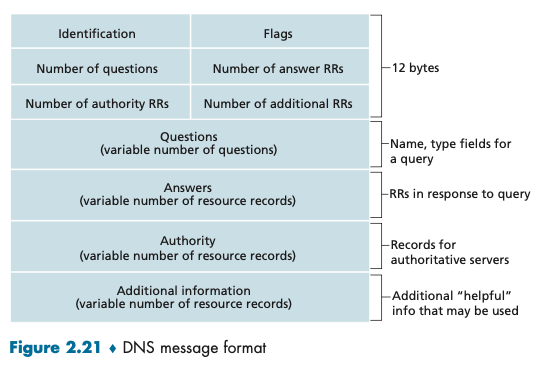 Identification
Flags
Number of questions
Number of answer RRs
12 bytes
Number of authority RRs
Number of additional RRs
Questions
(variable number of questions)
Name, type fields for
a query
Answers
(variable number of resource records)
RRs in response to query
Authority
(variable number of resource records)
Records for
authoritative servers
Additional information
(variable number of resource records)
Additional “helpful”
info that may be used
Figure 2.21 ♦ DNS message format